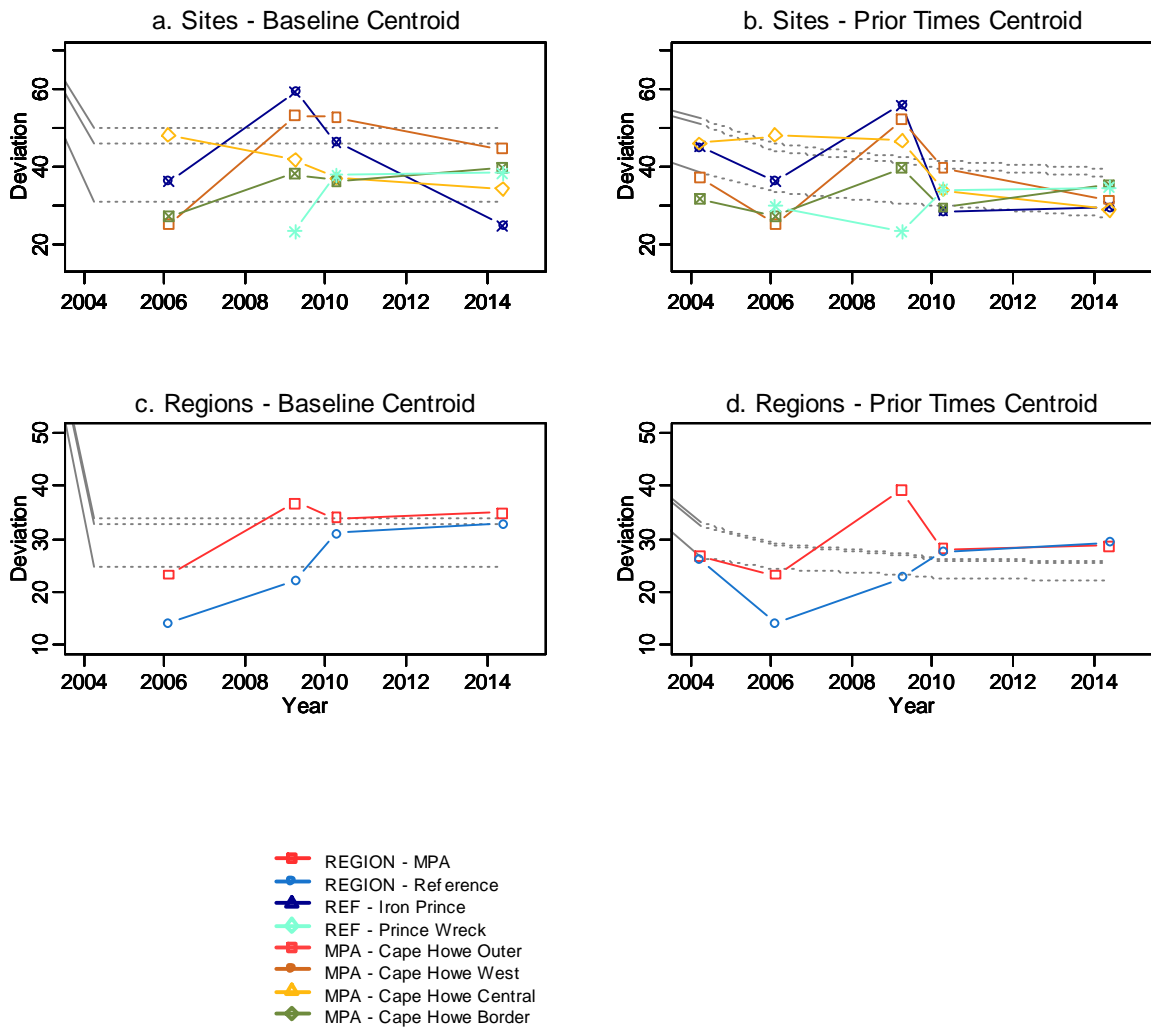 a. Sites - Baseline Centroid
b. Sites - Prior Times Centroid
Deviation
20
40
60
2004 2006 2008 2010 2012 2014
Deviation
20
40
60
2004 2006 2008 2010 2012 2014
c. Regions - Baseline Centroid
d. Regions - Prior Times Centroid
Deviation
10
20
30
40
50
2004 2006 2008 2010 2012 2014
Year
Deviation
10
20
30
40
50
2004 2006 2008 2010 2012 2014
Year
REGION - MPA
REGION - Reference
REF - Iron Prince
REF - Prince Wreck
MPA - Cape Howe Outer
MPA - Cape Howe West
MPA - Cape Howe Central
MPA - Cape Howe Border